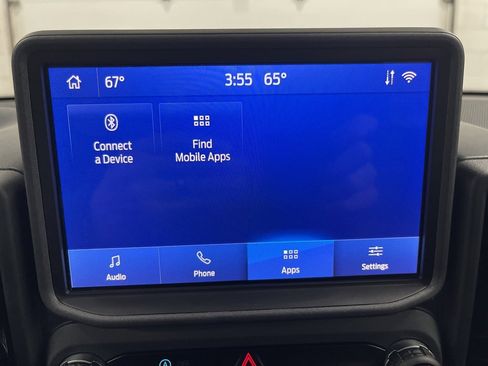 67° 3:55 65°
Connect
a Device
Find
Mobile Apps
Audio Phone Apps Settings